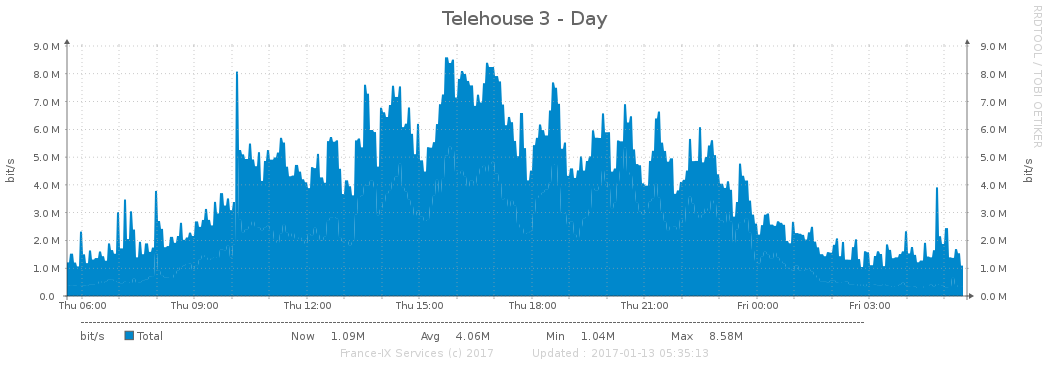 Telehouse 3 - Day
RRDTOOL / TOBI OETIKER
9.0 M 9.0 M
8.0 M 8.0 M
7.0 M 7.0 M
6.0 M 6.0 M
5.0 M 5.0 M
4.0 M 4.0 M
3.0 M 3.0 M
2.0 M 2.0 M
1.0 M 1.0 M
0.0 0.0 M
bit/s
bit/s
Thu 06:00 Thu 09:00 Thu 12:00 Thu 15:00 Thu 18:00 Thu 21:00 Fri 00:00 Fri 03:00
bit/s Total Now 1.09M Avg 4.06M Min 1.04M Max 8.58M
France-IX Services (c) 2017 Updated : 2017-01-13 05:35:13